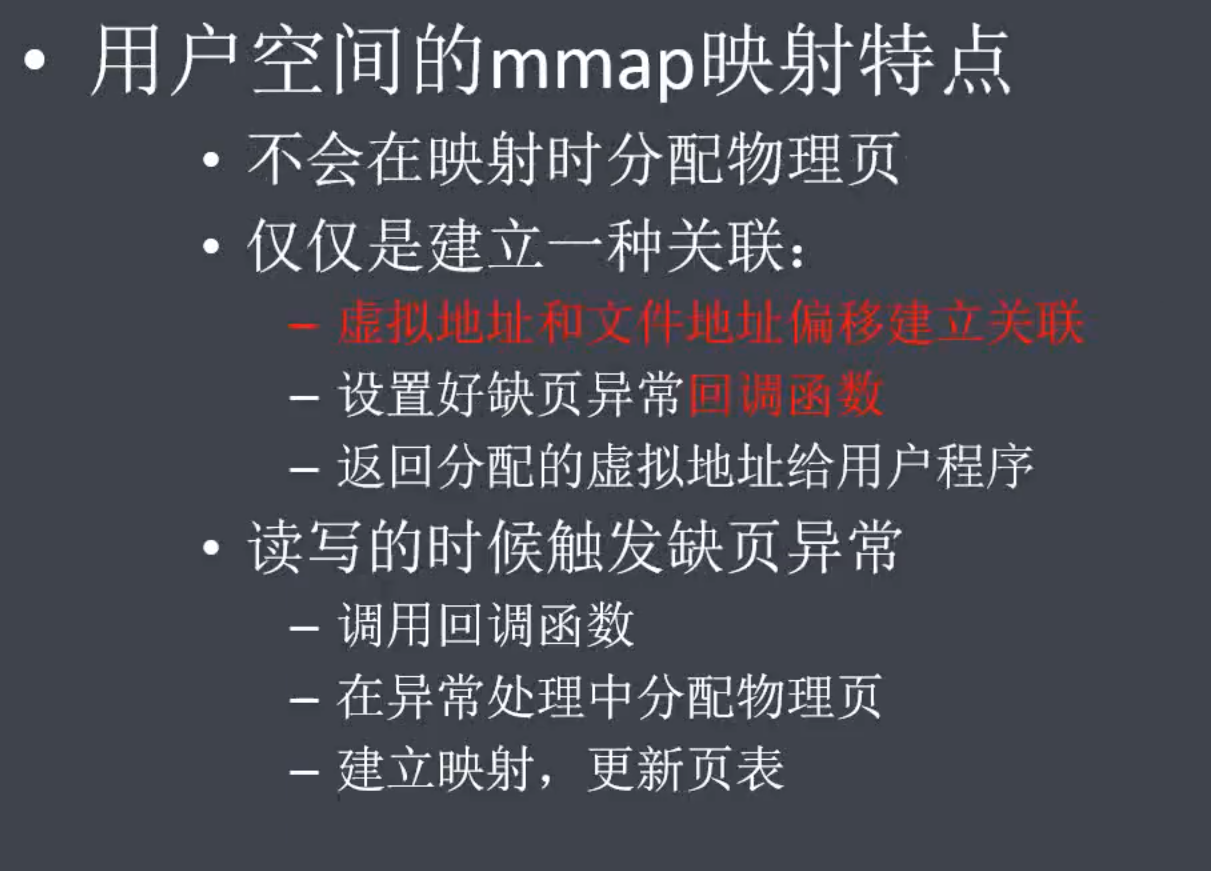 • 用户空间的mmap映射特点
• 不会在映射时分配物理页
• 仅仅是建立一种关联：
– 虚拟地址和文件地址偏移建立关联
– 设置好缺页异常回调函数
– 返回分配的虚拟地址给用户程序
• 读写的时候触发缺页异常
– 调用回调函数
– 在异常处理中分配物理页
– 建立映射，更新页表